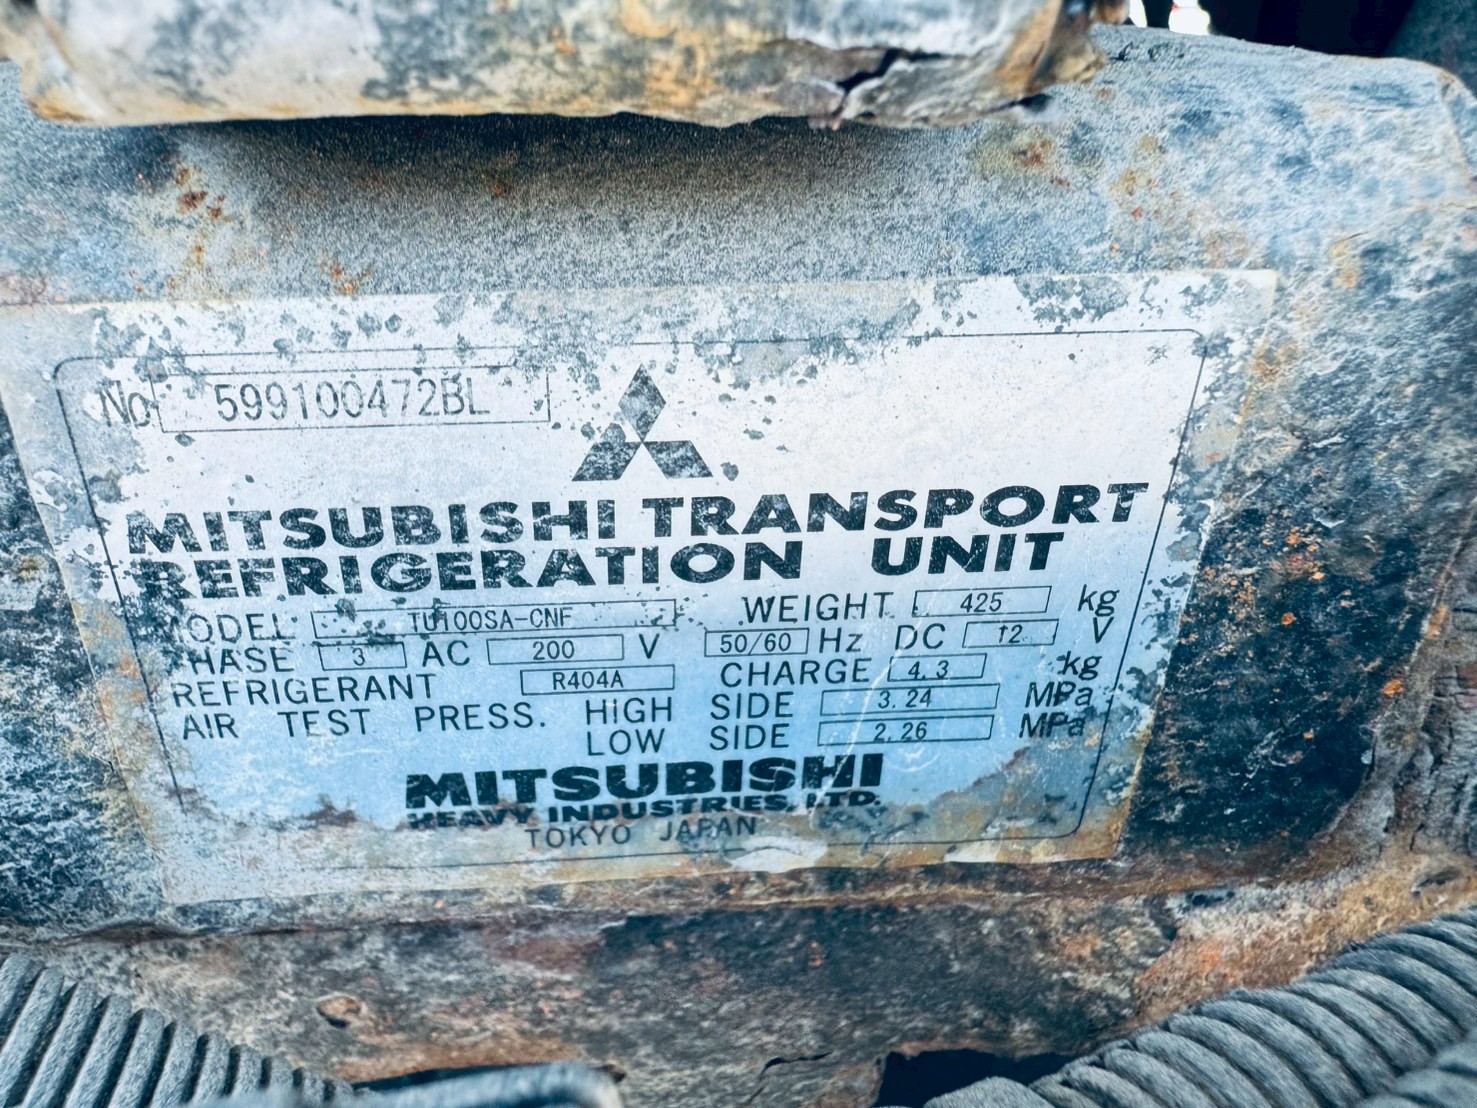 No 599100472BL
MITSUBISHI TRANSPORT
REFRIGERATION UNIT
MODEL TU100SA-CNF WEIGHT 425 kg
PHASE 3 AC 200 V 50/60 Hz DC 12 V
REFRIGERANT R404A CHARGE 4.3 kg
AIR TEST PRESS. HIGH SIDE 3.24 MPa
LOW SIDE 2.26 MPa
MITSUBISHI
HEAVY INDUSTRIES, LTD.
TOKYO JAPAN